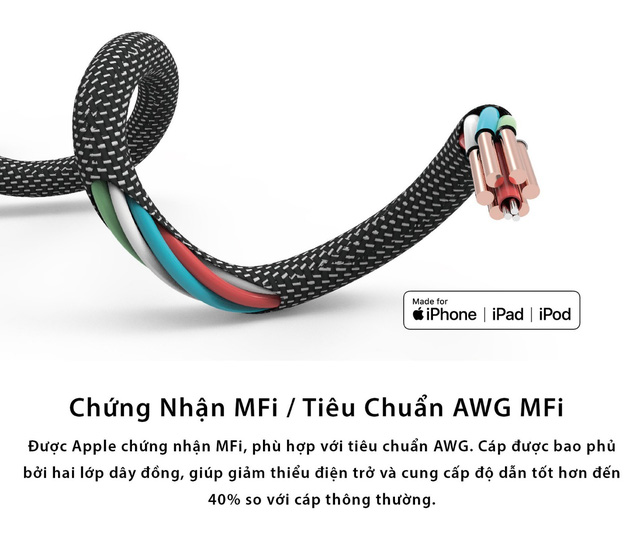 Made for
iPhone | iPad | iPod
Chứng Nhận MFi / Tiêu Chuẩn AWG MFi
Được Apple chứng nhận MFi, phù hợp với tiêu chuẩn AWG. Cáp được bao phủ
bởi hai lớp dây đồng, giúp giảm thiểu điện trở và cung cấp độ dẫn tốt hơn đến
40% so với cáp thông thường.